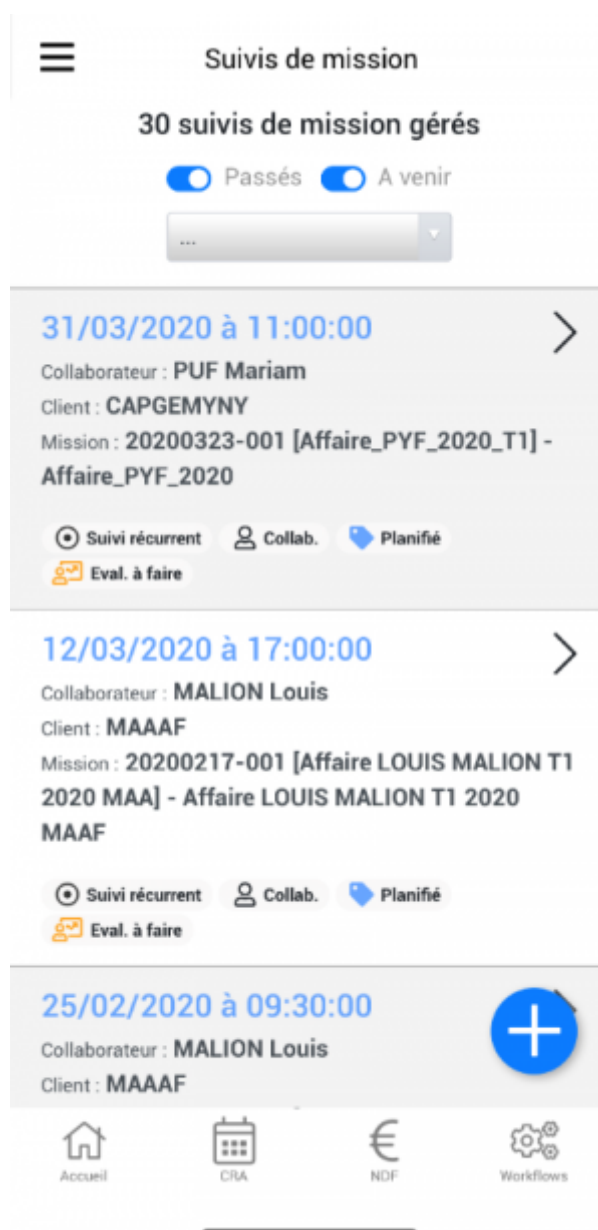 Suivis de mission
30 suivis de mission gérés
Passés A venir
...
31/03/2020 à 11:00:00
Collaborateur : PUF Mariam
Client : CAPGEMYNY
Mission : 20200323-001 [Affaire_PYF_2020_T1] -
Affaire_PYF_2020
Suivi récurrent Collab. Planifié
Eval. à faire
12/03/2020 à 17:00:00
Collaborateur : MALION Louis
Client : MAAAF
Mission : 20200217-001 [Affaire LOUIS MALION T1
2020 MAA] - Affaire LOUIS MALION T1 2020
MAAF
Suivi récurrent Collab. Planifié
Eval. à faire
25/02/2020 à 09:30:00
Collaborateur : MALION Louis
Client : MAAAF
Accueil CRA NDF Workflows